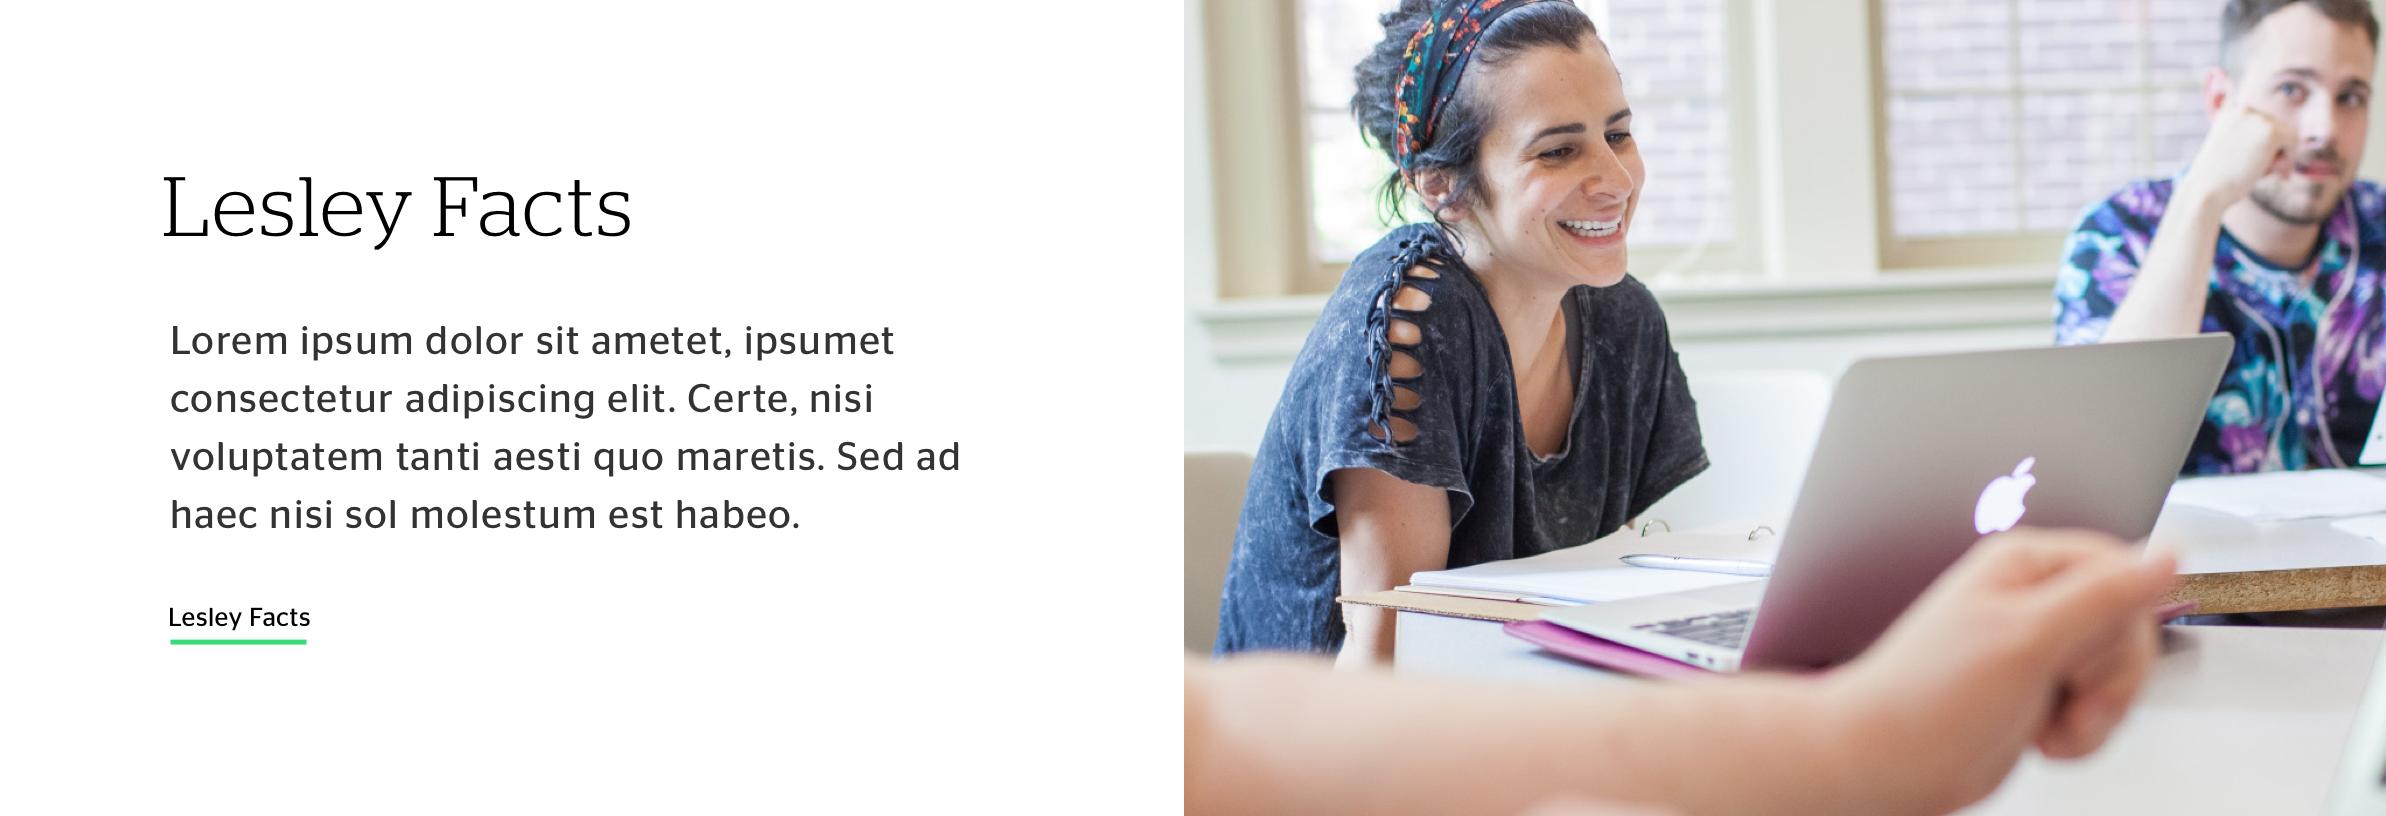 Lesley Facts
Lorem ipsum dolor sit ametet, ipsumet
consectetur adipiscing elit. Certe, nisi
voluptatem tanti aesti quo maretis. Sed ad
haec nisi sol molestum est habeo.
Lesley Facts